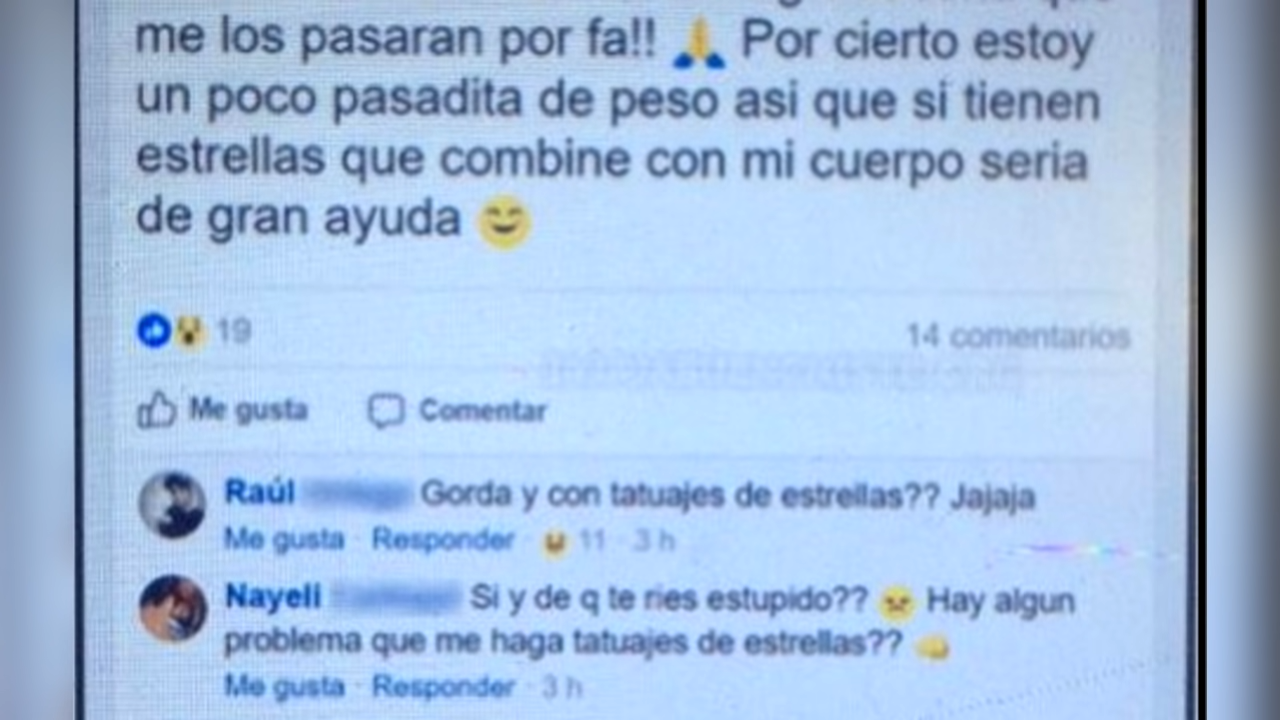 me los pasaran por fa!! 🙏 Por cierto estoy
un poco pasadita de peso asi que si tienen
estrellas que combine con mi cuerpo seria
de gran ayuda 😄
19 14 comentarios
Me gusta Comentar
Raúl Gorda y con tatuajes de estrellas?? Jajaja
Me gusta · Responder · 11 · 3 h
Nayeli Si y de q te ries estupido?? 😠 Hay algun
problema que me haga tatuajes de estrellas?? 👊
Me gusta · Responder · 3 h